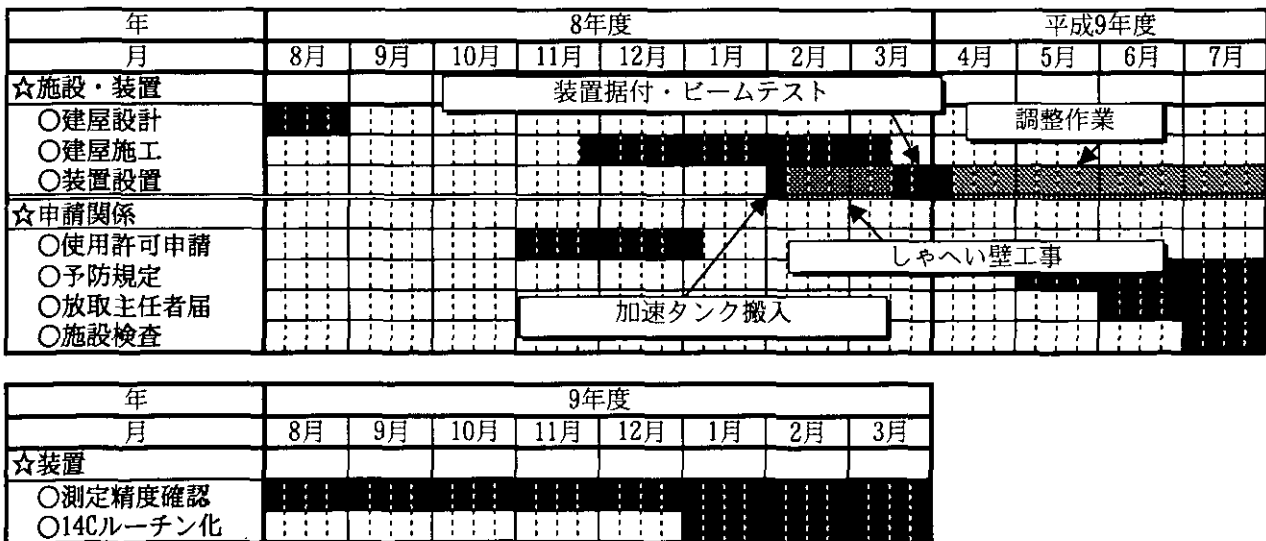 年 8年度 平成9年度
月 8月 9月 10月 11月 12月 1月 2月 3月 4月 5月 6月 7月
☆施設・装置 装置据付・ビームテスト
○建屋設計 調整作業
○建屋施工
○装置設置
☆申請関係
○使用許可申請 しゃへい壁工事
○予防規定
○放取主任者届 加速タンク搬入
○施設検査
年 9年度
月 8月 9月 10月 11月 12月 1月 2月 3月
☆装置
○測定精度確認
○14Cルーチン化